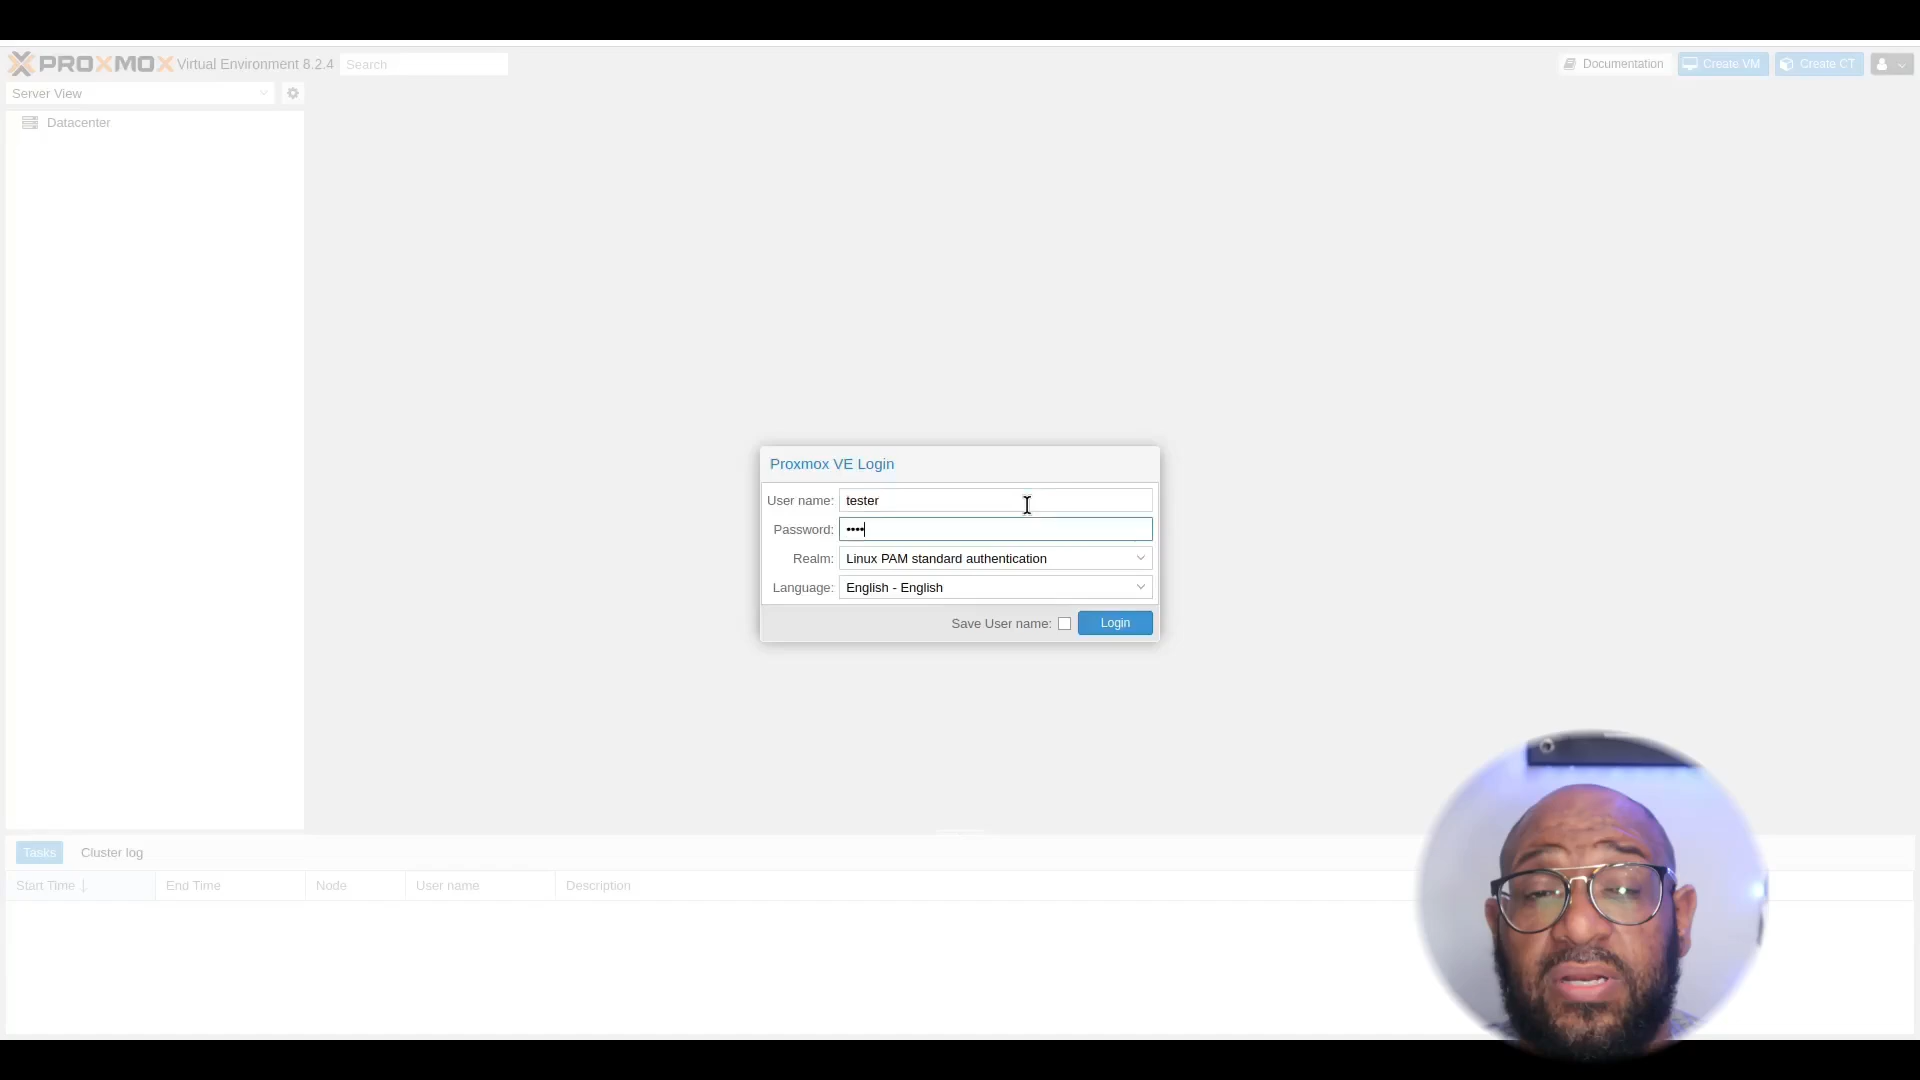 PROXMOX Virtual Environment 8.2.4 Search Documentation Create VM Create CT
Server View
Datacenter
Proxmox VE Login
User name: tester
Password: ••••
Realm: Linux PAM standard authentication
Language: English - English
Save User name: Login
Tasks Cluster log
Start Time End Time Node User name Description